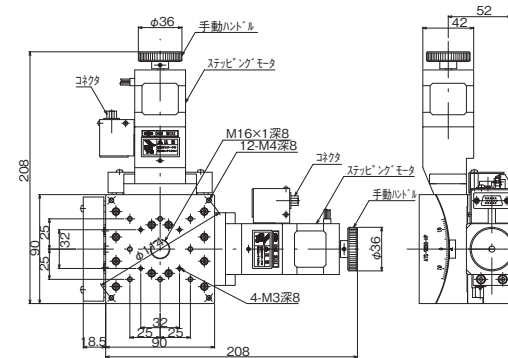 φ36
手動ハンドル
ステッピングモータ
コネクタ
M16×1深8
12-M4深8
コネクタ
ステッピングモータ
手動ハンドル
208
90
25
32
25
φ36
4-M3深8
32
25
25
18.5
90
208
52
42